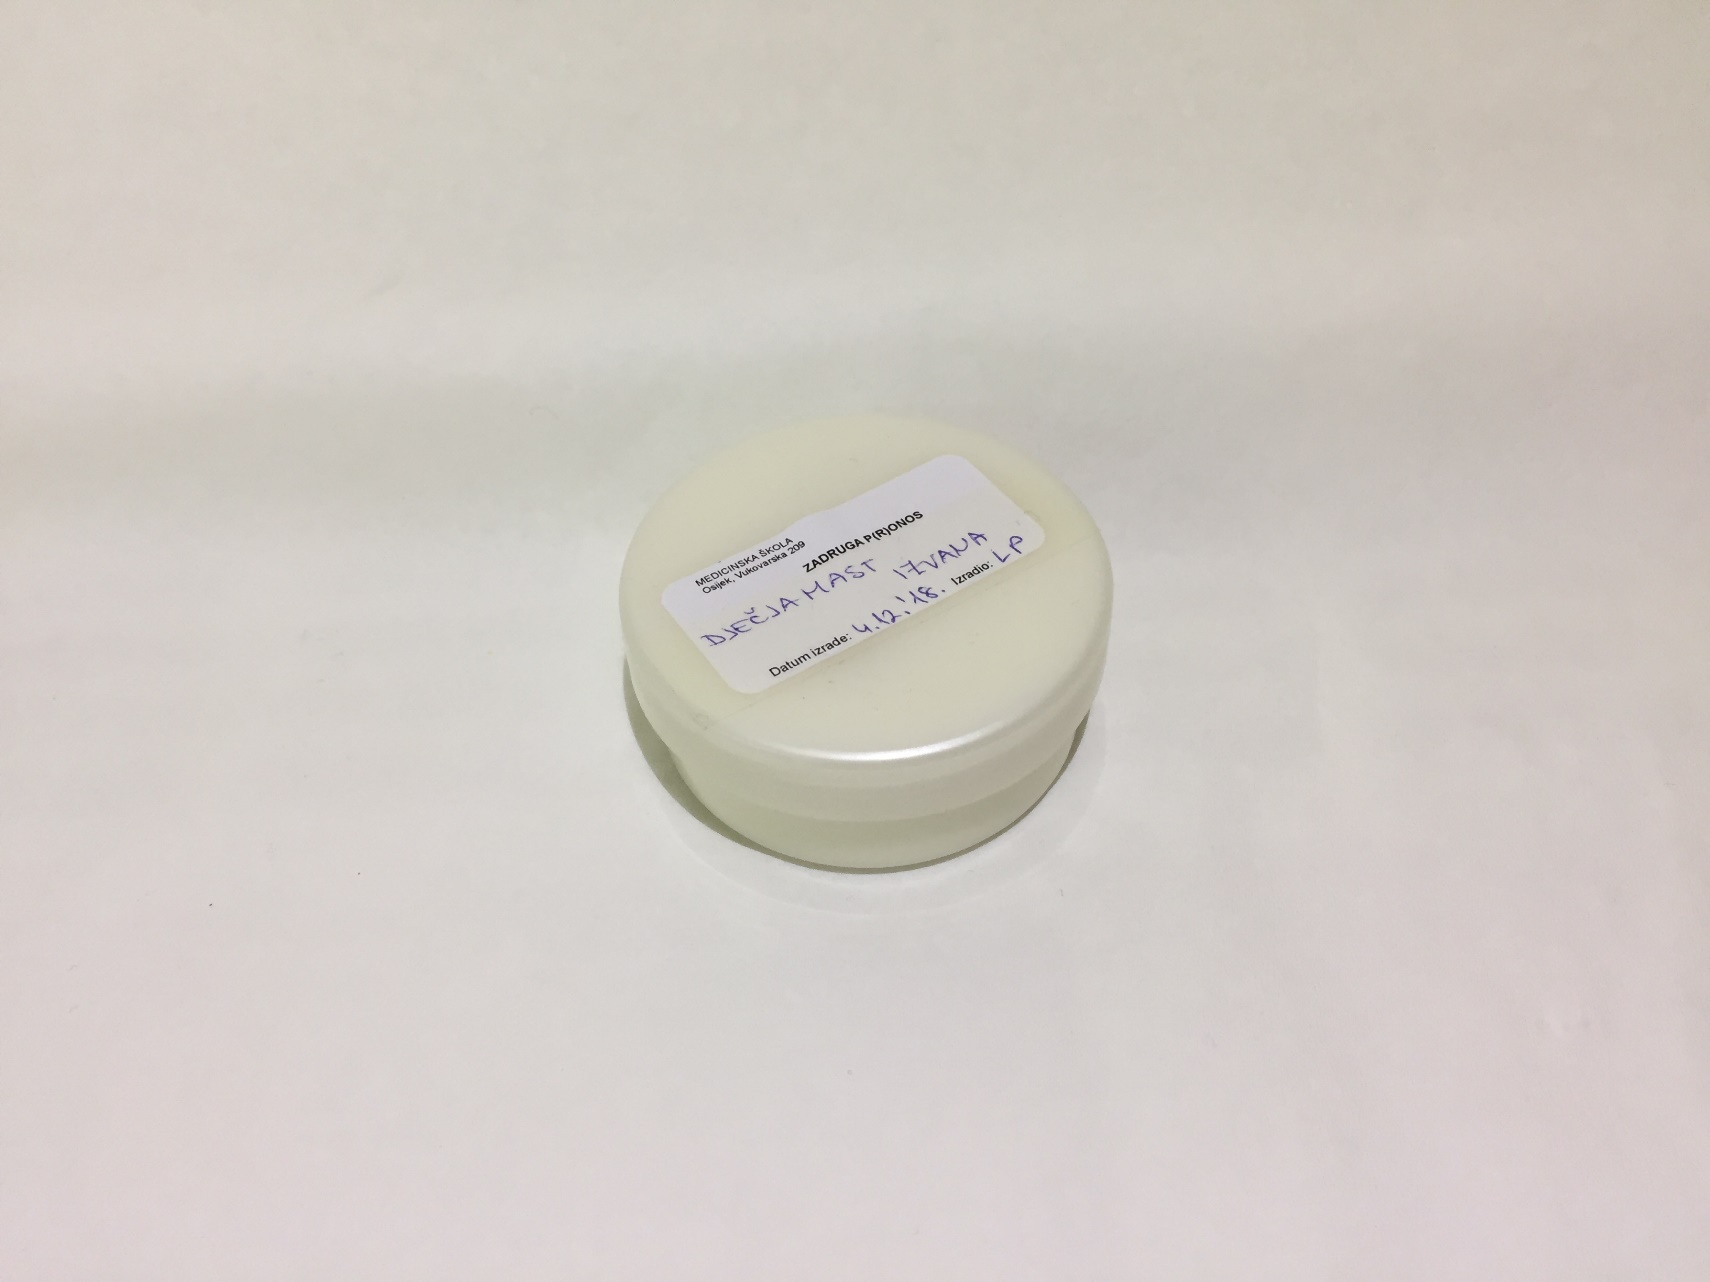 MEDICINSKA ŠKOLA
Osijek, Vukovarska 209
ZADRUGA P(R)ONOS
DJEČJA MAST IZVANA
Datum izrade: 4.12.'18. Izradio: LP